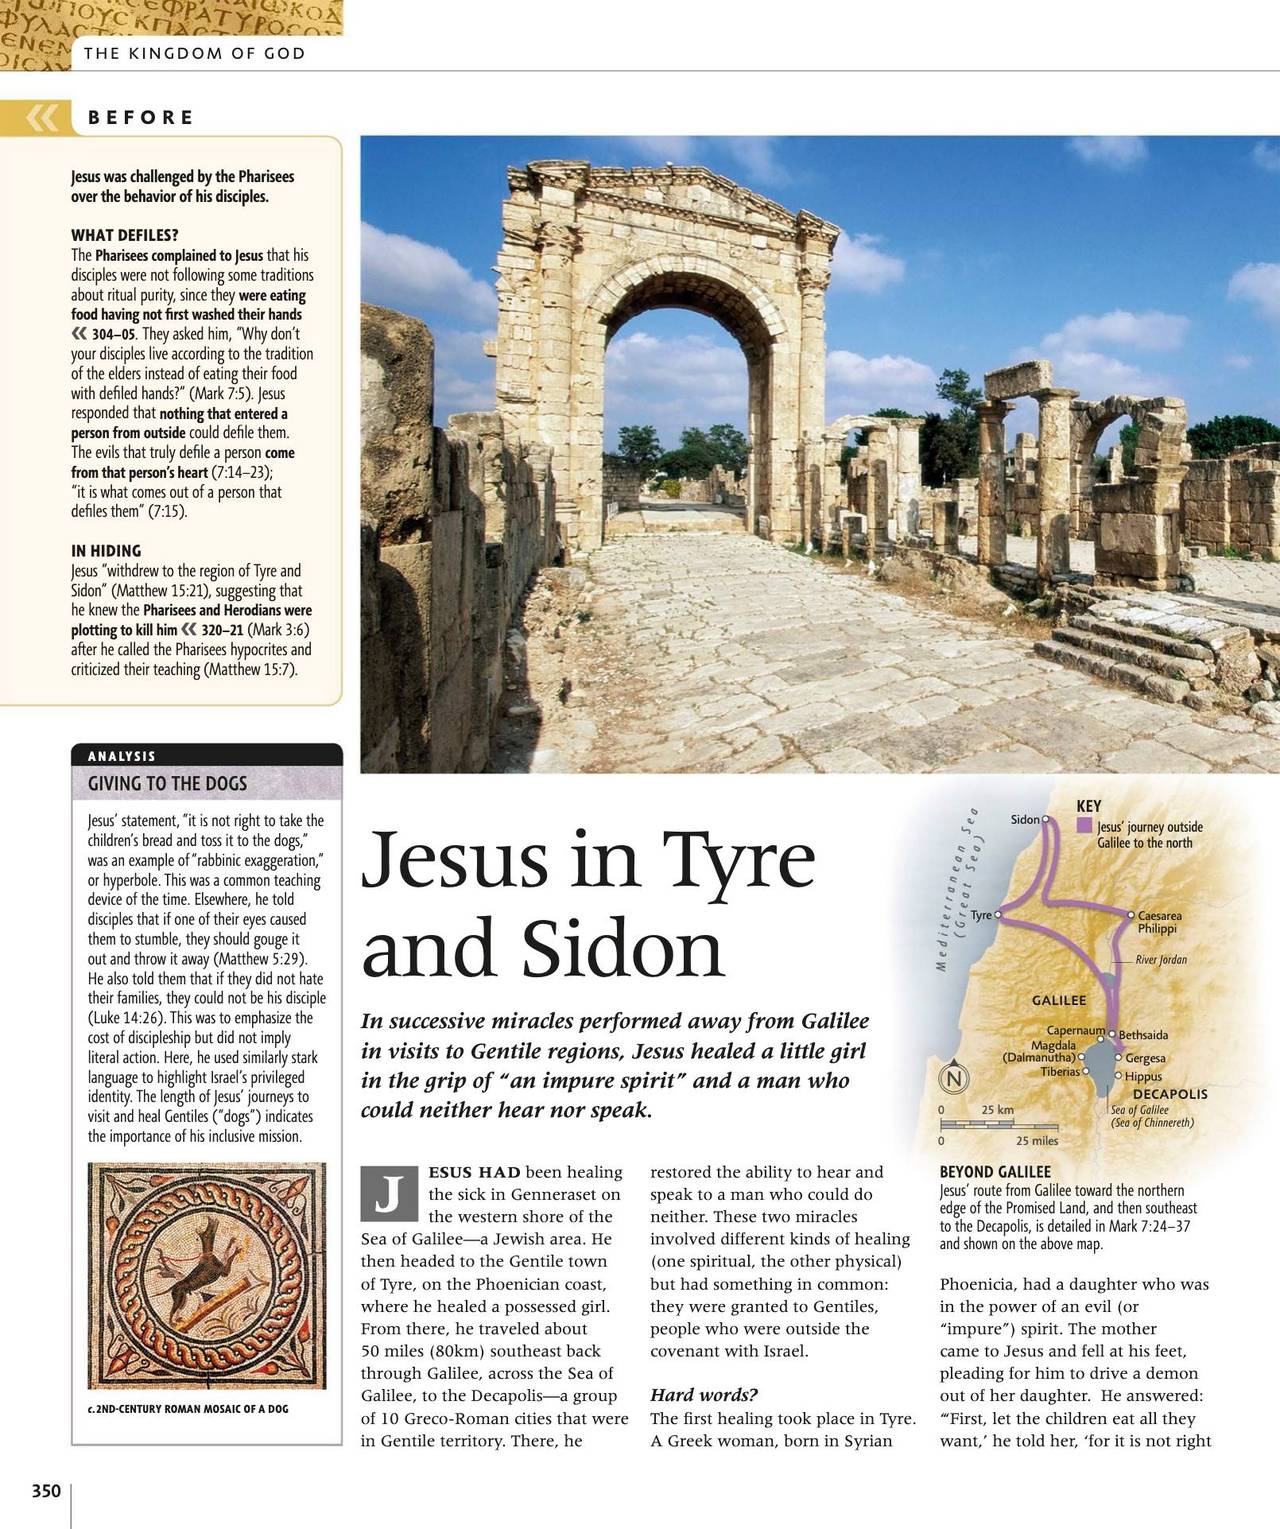 THE KINGDOM OF GOD
BEFORE
Jesus was challenged by the Pharisees
over the behavior of his disciples.
WHAT DEFILES?
The Pharisees complained to Jesus that his
disciples were not following some traditions
about ritual purity, since they were eating
food having not first washed their hands
« 304–05. They asked him, “Why don’t
your disciples live according to the tradition
of the elders instead of eating their food
with defiled hands?” (Mark 7:5). Jesus
responded that nothing that entered a
person from outside could defile them.
The evils that truly defile a person come
from that person’s heart (7:14–23);
“it is what comes out of a person that
defiles them” (7:15).
IN HIDING
Jesus “withdrew to the region of Tyre and
Sidon” (Matthew 15:21), suggesting that
he knew the Pharisees and Herodians were
plotting to kill him « 320–21 (Mark 3:6)
after he called the Pharisees hypocrites and
criticized their teaching (Matthew 15:7).
ANALYSIS
GIVING TO THE DOGS
Jesus’ statement, “it is not right to take the
children’s bread and toss it to the dogs,”
was an example of “rabbinic exaggeration,”
or hyperbole. This was a common teaching
device of the time. Elsewhere, he told
disciples that if one of their eyes caused
them to stumble, they should gouge it
out and throw it away (Matthew 5:29).
He also told them that if they did not hate
their families, they could not be his disciple
(Luke 14:26). This was to emphasize the
cost of discipleship but did not imply
literal action. Here, he used similarly stark
language to highlight Israel’s privileged
identity. The length of Jesus’ journeys to
visit and heal Gentiles (“dogs”) indicates
the importance of his inclusive mission.
c.2ND-CENTURY ROMAN MOSAIC OF A DOG
Jesus in Tyre
and Sidon
In successive miracles performed away from Galilee
in visits to Gentile regions, Jesus healed a little girl
in the grip of “an impure spirit” and a man who
could neither hear nor speak.
JESUS HAD been healing
the sick in Genneraset on
the western shore of the
Sea of Galilee—a Jewish area. He
then headed to the Gentile town
of Tyre, on the Phoenician coast,
where he healed a possessed girl.
From there, he traveled about
50 miles (80km) southeast back
through Galilee, across the Sea of
Galilee, to the Decapolis—a group
of 10 Greco-Roman cities that were
in Gentile territory. There, he
restored the ability to hear and
speak to a man who could do
neither. These two miracles
involved different kinds of healing
(one spiritual, the other physical)
but had something in common:
they were granted to Gentiles,
people who were outside the
covenant with Israel.
Hard words?
The first healing took place in Tyre.
A Greek woman, born in Syrian
KEY
Jesus’ journey outside
Galilee to the north
Mediterranean Sea
(Great Sea)
Sidon
Tyre
Caesarea
Philippi
River Jordan
GALILEE
Capernaum
Bethsaida
Magdala
(Dalmanutha)
Gergesa
Tiberias
Hippus
DECAPOLIS
Sea of Galilee
(Sea of Chinnereth)
N
0 25 km
0 25 miles
BEYOND GALILEE
Jesus’ route from Galilee toward the northern
edge of the Promised Land, and then southeast
to the Decapolis, is detailed in Mark 7:24–37
and shown on the above map.
Phoenicia, had a daughter who was
in the power of an evil (or
“impure”) spirit. The mother
came to Jesus and fell at his feet,
pleading for him to drive a demon
out of her daughter. He answered:
“‘First, let the children eat all they
want,’ he told her, ‘for it is not right
350